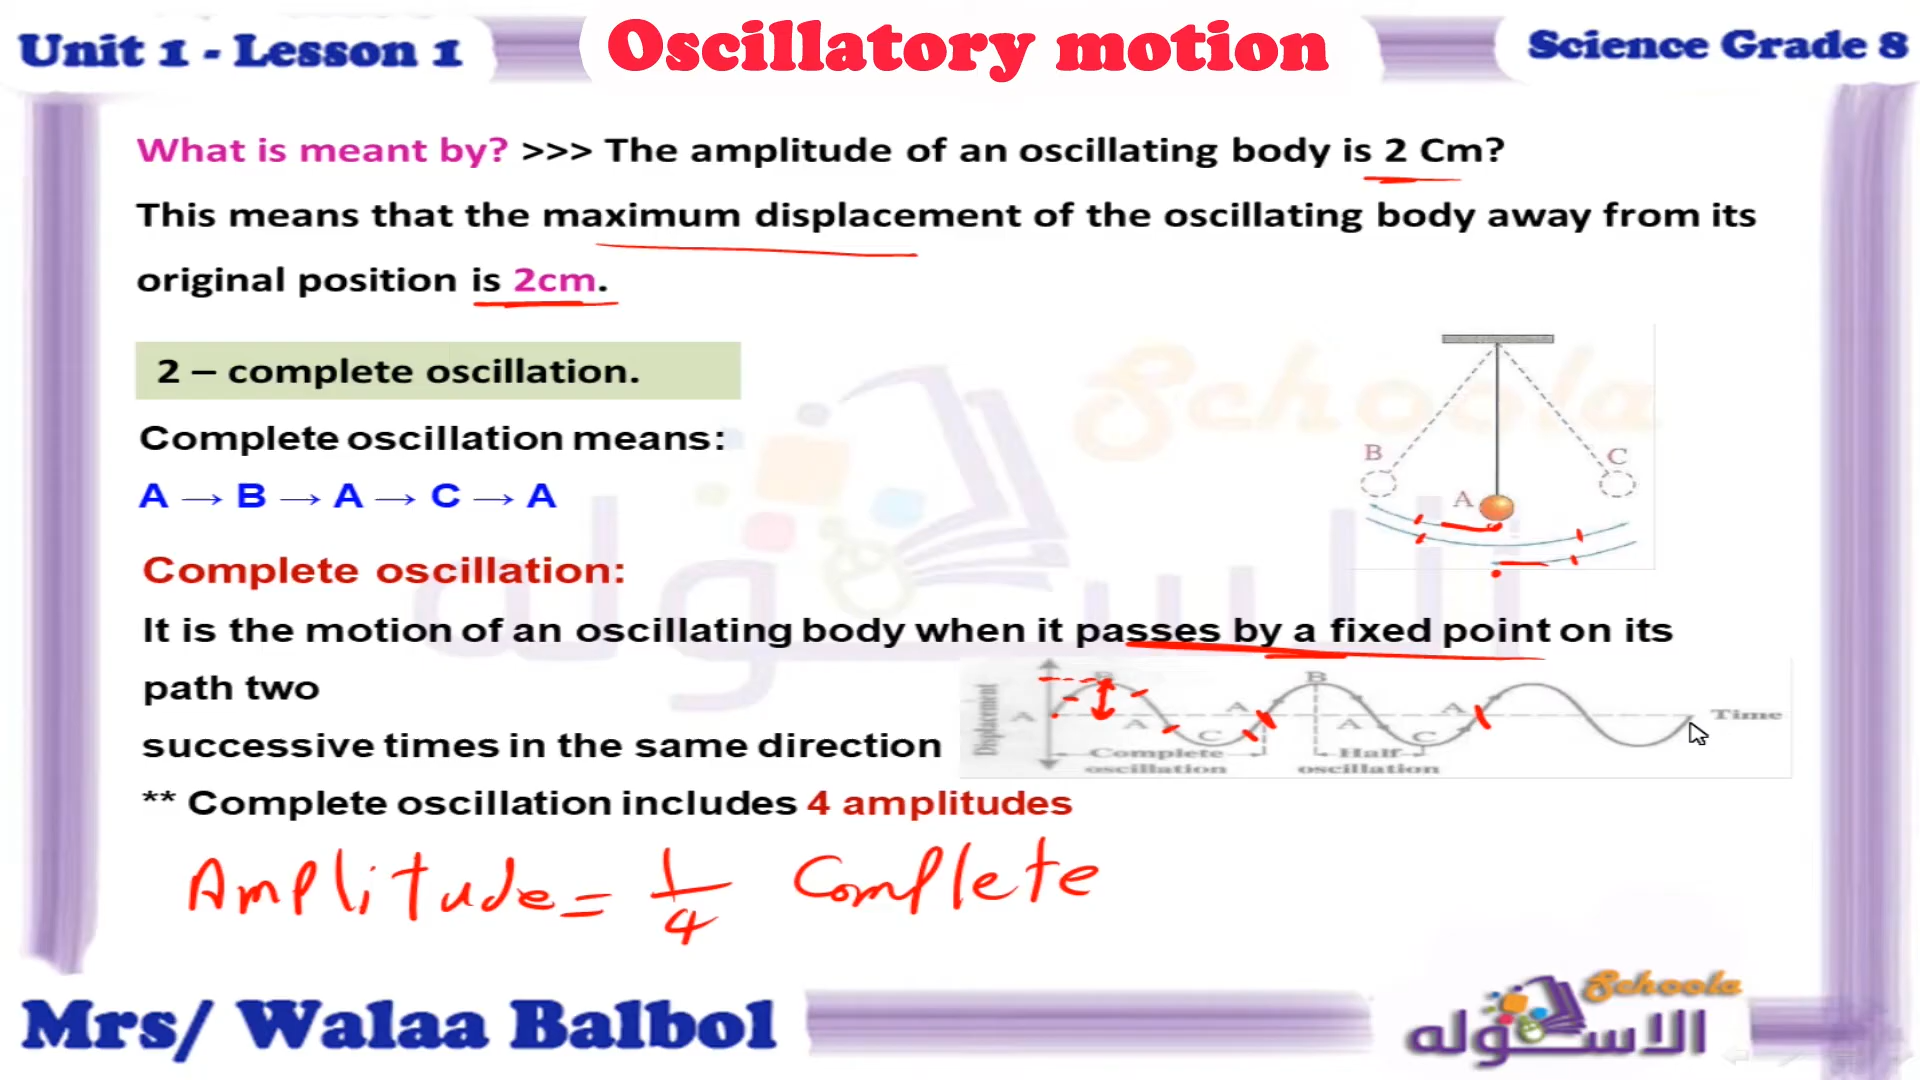 Unit 1 - Lesson 1
Oscillatory motion
Science Grade 8
What is meant by? >>> The amplitude of an oscillating body is 2 Cm?
This means that the maximum displacement of the oscillating body away from its
original position is 2cm.
2 – complete oscillation.
Complete oscillation means:
A → B → A → C → A
B
C
A
Complete oscillation:
It is the motion of an oscillating body when it passes by a fixed point on its
path two
successive times in the same direction
Displacement
B
B
A
A
A
A
A
C
C
Time
Complete
oscillation
Half
oscillation
** Complete oscillation includes 4 amplitudes
Amplitude = 1/4 Complete
Mrs/ Walaa Balbol
Schoola
الاسكوله
Schoola
الاسكوله